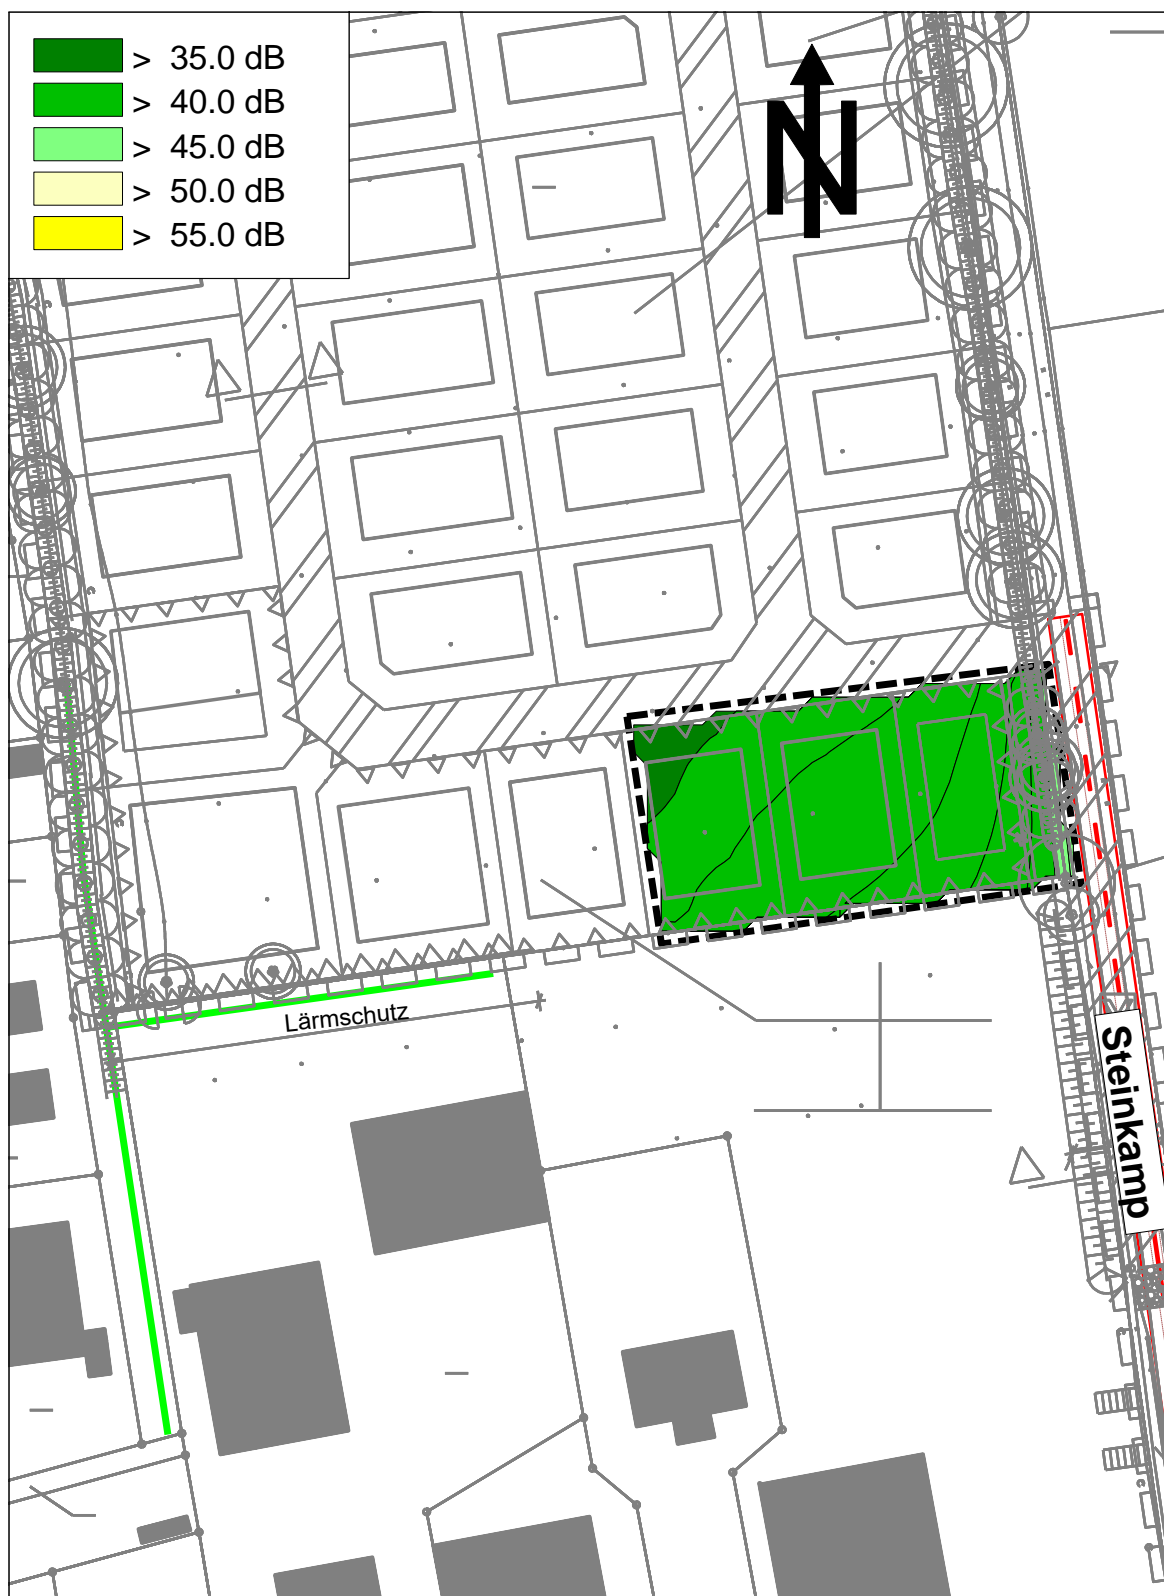 > 35.0 dB
> 40.0 dB
> 45.0 dB
> 50.0 dB
> 55.0 dB
N
Lärmschutz
Steinkamp